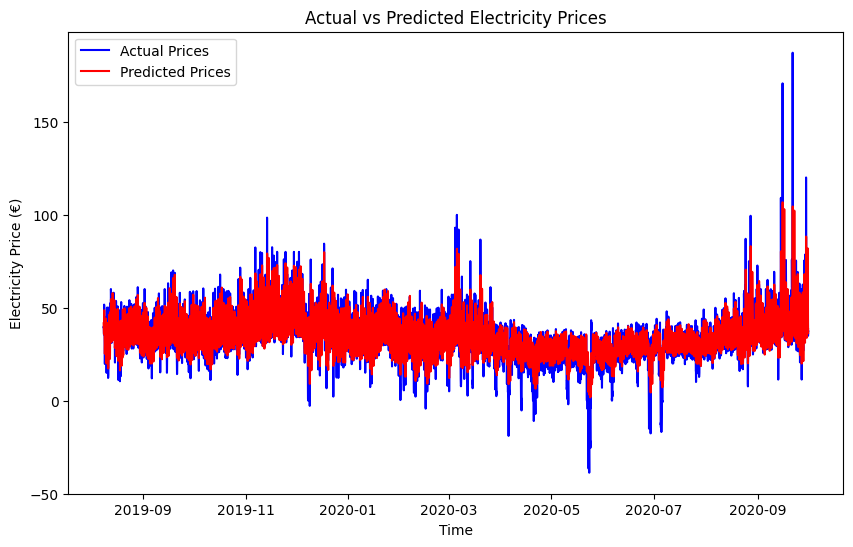 Actual vs Predicted Electricity Prices
Actual Prices
Predicted Prices
Electricity Price (€)
150
100
50
0
−50
2019-09 2019-11 2020-01 2020-03 2020-05 2020-07 2020-09
Time